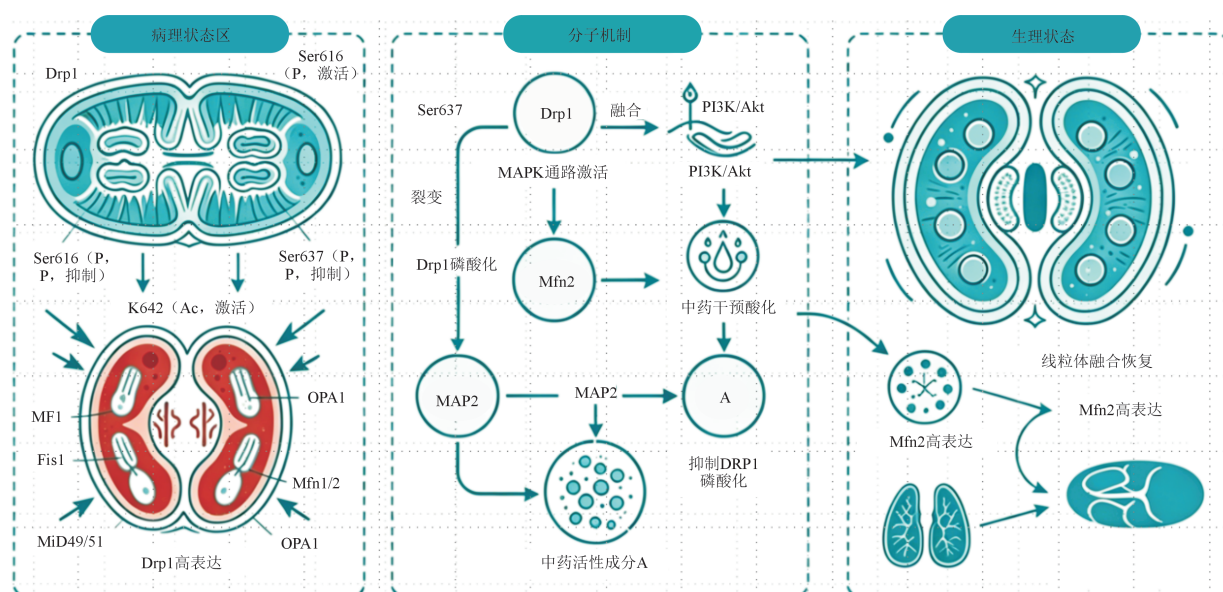 病理状态区
Drp1
Ser616
（P，激活）
Ser616（P，
P，抑制）
Ser637（P，
P，抑制）
K642（Ac，激活）
MF1
OPA1
Fis1
Mfn1/2
MiD49/51
OPA1
Drp1高表达
分子机制
Ser637
Drp1
融合
PI3K/Akt
MAPK通路激活
PI3K/Akt
裂变
Drp1磷酸化
Mfn2
中药干预酸化
MAP2
MAP2
A
抑制DRP1
磷酸化
中药活性成分A
生理状态
线粒体融合恢复
Mfn2高表达
Mfn2高表达